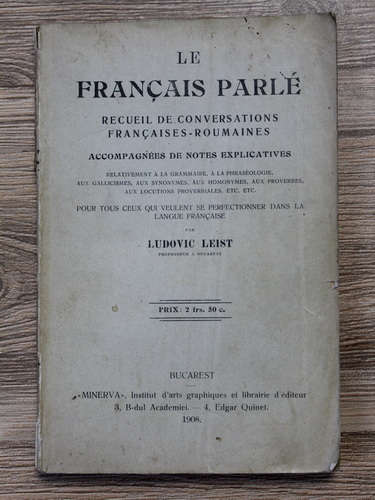 LE
FRANÇAIS PARLÉ
RECUEIL DE CONVERSATIONS
FRANÇAISES-ROUMAINES
ACCOMPAGNÉES DE NOTES EXPLICATIVES
RELATIVEMENT À LA GRAMMAIRE, À LA PHRASÉOLOGIE,
AUX GALLICISMES, AUX SYNONYMES, AUX HOMONYMES, AUX PROVERBES,
AUX LOCUTIONS PROVERBIALES, ETC. ETC.
POUR TOUS CEUX QUI VEULENT SE PERFECTIONNER DANS LA
LANGUE FRANÇAISE
PAR
LUDOVIC LEIST
PROFESSEUR À BUCAREST
PRIX: 2 frs. 50 c.
BUCAREST
«MINERVA», Institut d'arts graphiques et librairie d'éditeur
3, B-dul Academiei. — 4, Edgar Quinet.
1908.